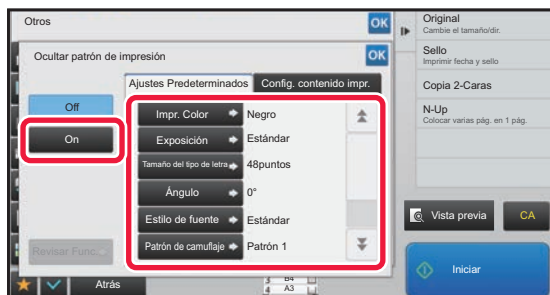 Otros
OK
Ocultar patrón de impresión
OK
Ajustes Predeterminados
Config. contenido impr.
Off
On
Impr. Color
Negro
Exposición
Estándar
Tamaño del tipo de letra
48puntos
Ángulo
0°
Estilo de fuente
Estándar
Patrón de camuflaje
Patrón 1
Revisar Func.
Atrás
4 A3
Original
Cambie el tamaño/dir.
Sello
Imprimir fecha y sello
Copia 2-Caras
N-Up
Colocar varias pág. en 1 pág.
Vista previa
CA
Iniciar